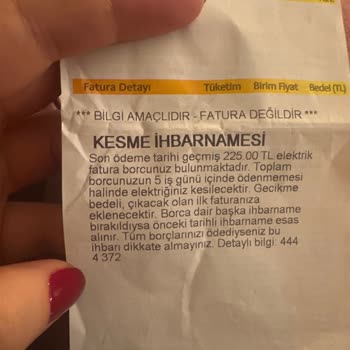 Fatura Detayı Tüketim Birim Fiyat Bedel (TL)
*** BİLGI AMAÇLIDIR - FATURA DEĞİLDİR ***
KESME İHBARNAMESİ
Son ödeme tarihi geçmiş 225.00 TL elektrik
fatura borcunuz bulunmaktadır. Toplam
borcunuzun 5 iş günü içinde ödenmemesi
halinde elektriğiniz kesilecektir. Gecikme
bedeli, çıkacak olan ilk faturanıza
eklenecektir. Borca dair başka ihbarname
bırakıldıysa önceki tarihli ihbarname esas
alınır. Tüm borçlarınızı ödediyseniz bu
ihbarı dikkate almayınız. Detaylı bilgi: 444
4 372